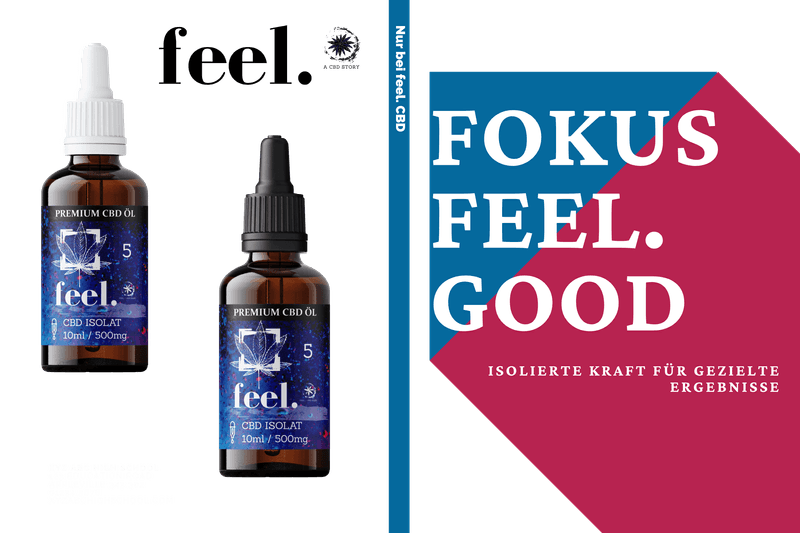 feel.
A CBD STORY
PREMIUM CBD ÖL
5
feel.
CBD ISOLAT
10ml / 500mg
PREMIUM CBD ÖL
5
feel.
CBD ISOLAT
10ml / 500mg
Nur bei feel. CBD
FOKUS
FEEL.
GOOD
ISOLIERTE KRAFT FÜR GEZIELTE
ERGEBNISSE